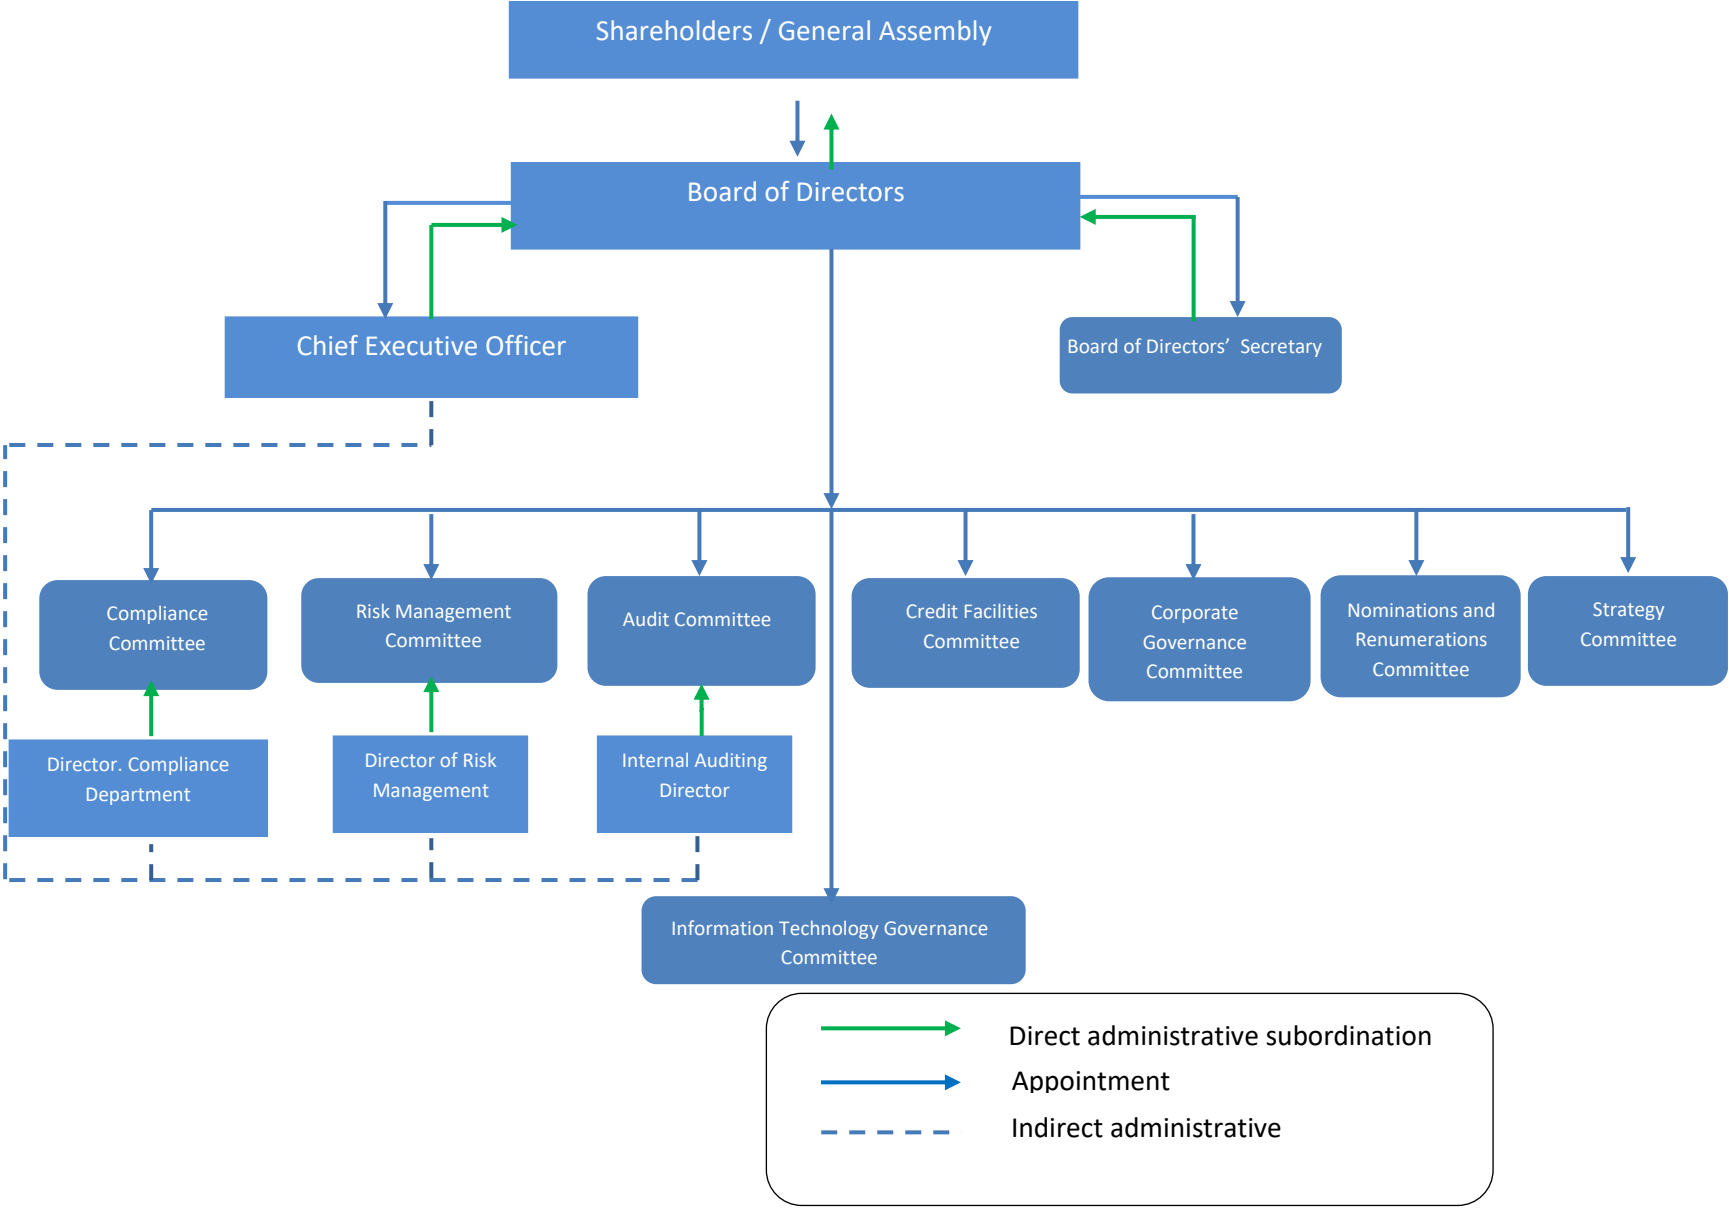 Shareholders / General Assembly
Board of Directors
Chief Executive Officer
Board of Directors’ Secretary
Compliance
Committee
Risk Management
Committee
Audit Committee
Credit Facilities
Committee
Corporate
Governance
Committee
Nominations and
Renumerations
Committee
Strategy
Committee
Director. Compliance
Department
Director of Risk
Management
Internal Auditing
Director
Information Technology Governance
Committee
Direct administrative subordination
Appointment
Indirect administrative